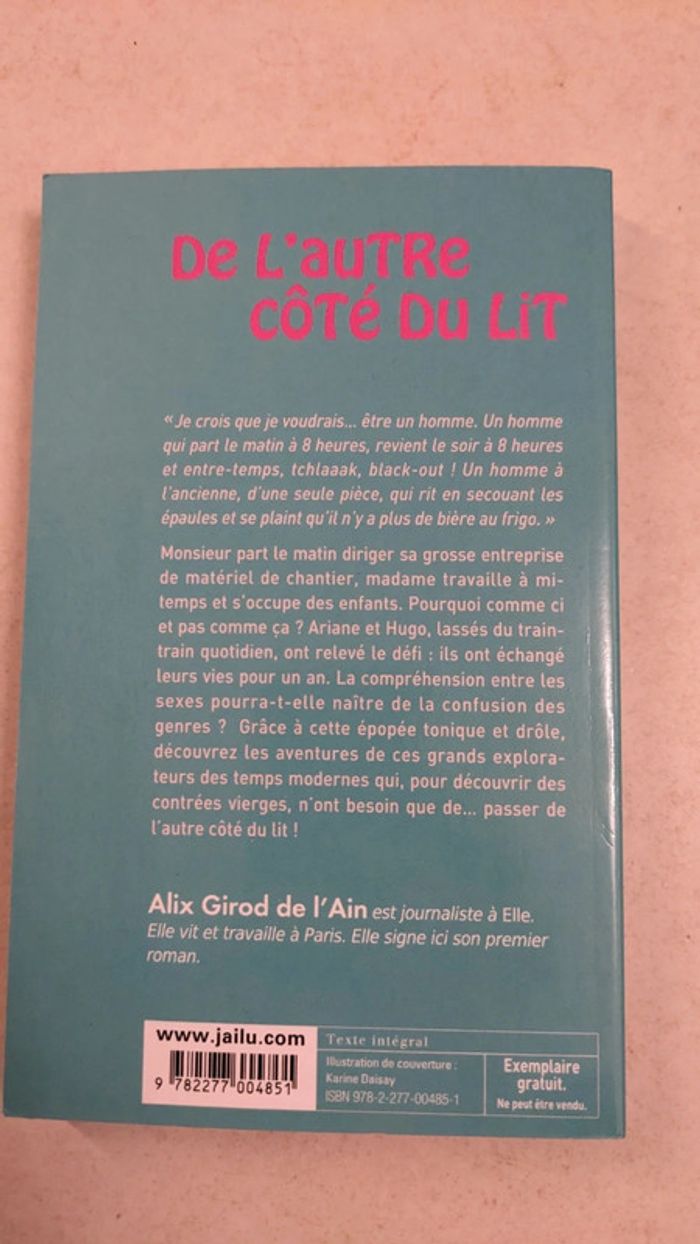 De L'auTRe
CôTé Du LiT
« Je crois que je voudrais... être un homme. Un homme
qui part le matin à 8 heures, revient le soir à 8 heures
et entre-temps, tchlaaak, black-out ! Un homme à
l'ancienne, d'une seule pièce, qui rit en secouant les
épaules et se plaint qu'il n'y a plus de bière au frigo. »
Monsieur part le matin diriger sa grosse entreprise
de matériel de chantier, madame travaille à mi-
temps et s'occupe des enfants. Pourquoi comme ci
et pas comme ça ? Ariane et Hugo, lassés du train-
train quotidien, ont relevé le défi : ils ont échangé
leurs vies pour un an. La compréhension entre les
sexes pourra-t-elle naître de la confusion des
genres ? Grâce à cette épopée tonique et drôle,
découvrez les aventures de ces grands explora-
teurs des temps modernes qui, pour découvrir des
contrées vierges, n'ont besoin que de... passer de
l'autre côté du lit !
Alix Girod de l'Ain est journaliste à Elle.
Elle vit et travaille à Paris. Elle signe ici son premier
roman.
www.jailu.com
9 782277 004851
Texte intégral
Illustration de couverture :
Karine Daisay
ISBN 978-2-277-00485-1
Exemplaire
gratuit.
Ne peut être vendu.